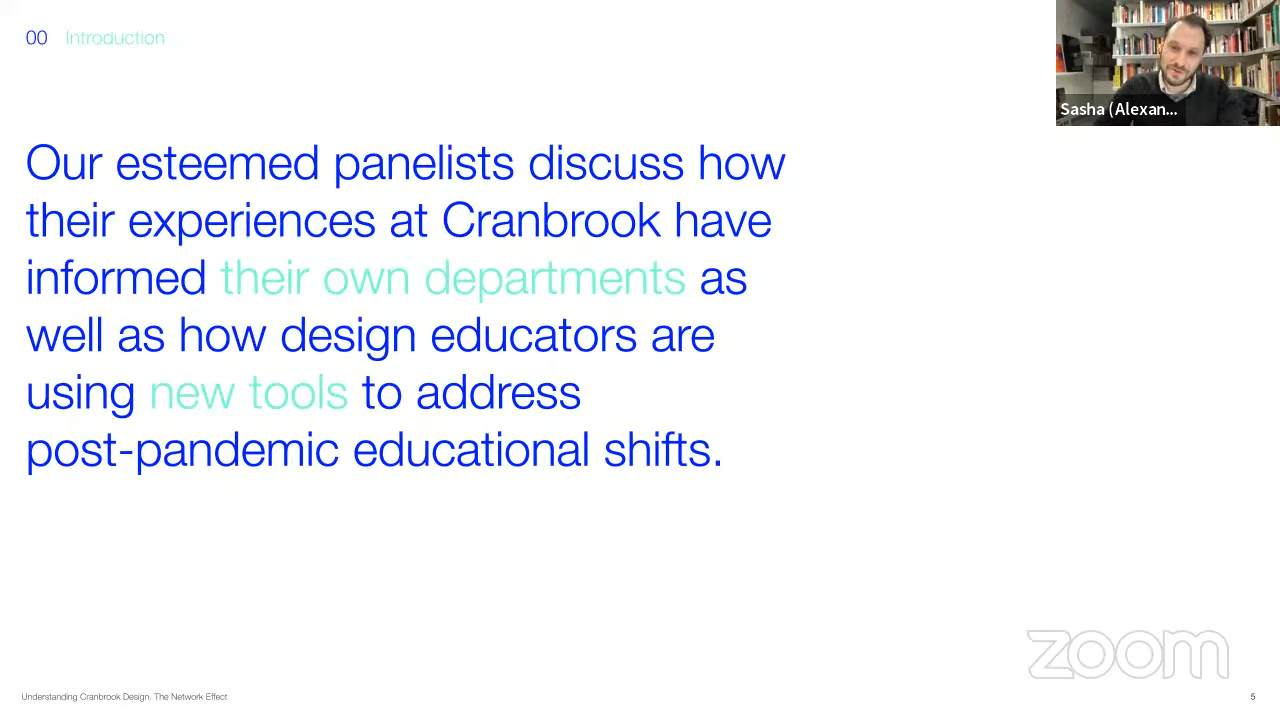 00 Introduction
Sasha (Alexan...
Our esteemed panelists discuss how
their experiences at Cranbrook have
informed their own departments as
well as how design educators are
using new tools to address
post-pandemic educational shifts.
zoom
Understanding Cranbrook Design. The Network Effect
5